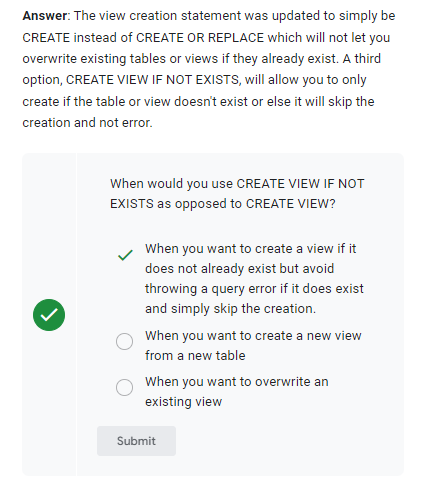 Answer: The view creation statement was updated to simply be
CREATE instead of CREATE OR REPLACE which will not let you
overwrite existing tables or views if they already exist. A third
option, CREATE VIEW IF NOT EXISTS, will allow you to only
create if the table or view doesn't exist or else it will skip the
creation and not error.
When would you use CREATE VIEW IF NOT
EXISTS as opposed to CREATE VIEW?
When you want to create a view if it
does not already exist but avoid
throwing a query error if it does exist
and simply skip the creation.
When you want to create a new view
from a new table
When you want to overwrite an
existing view
Submit